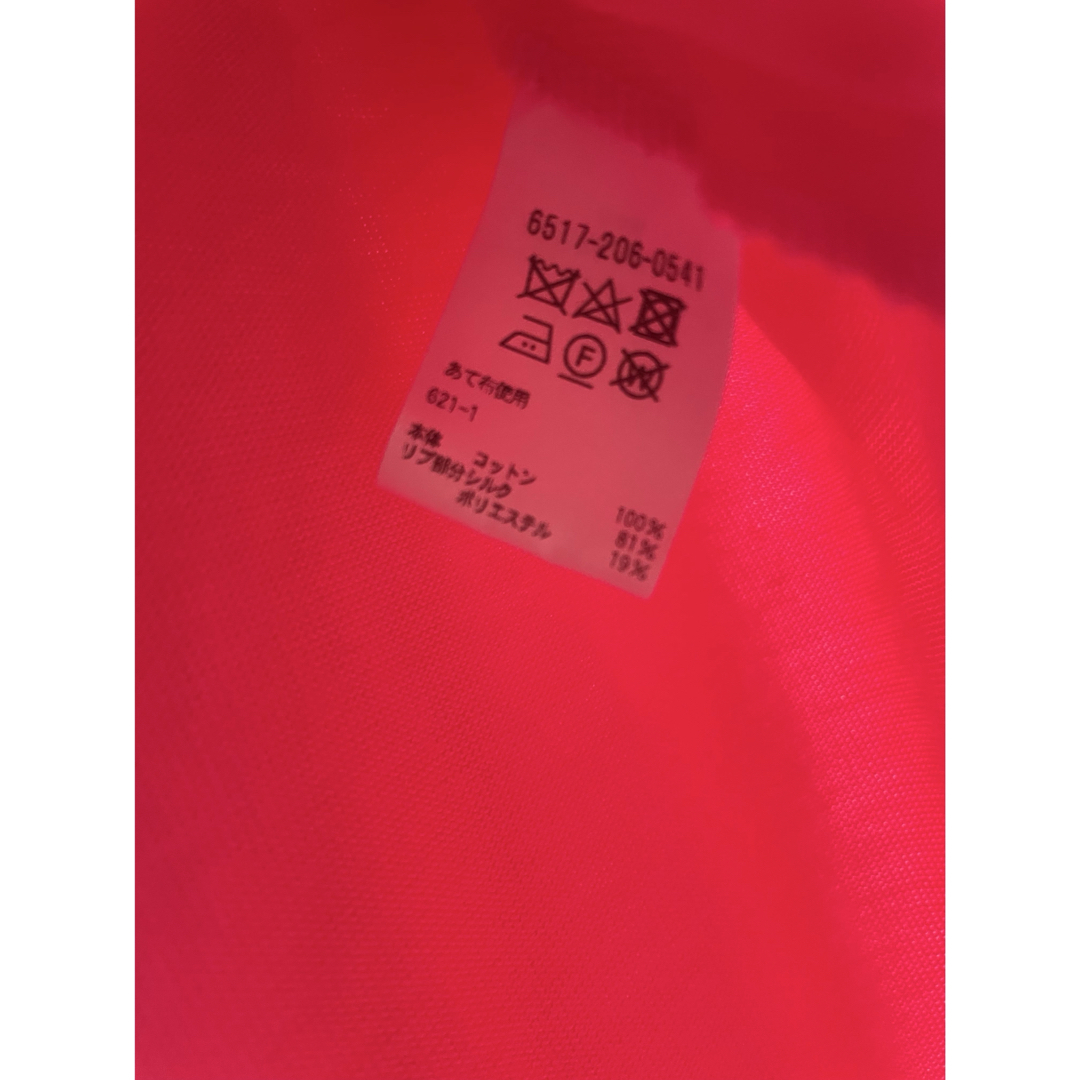 6517-206-0541
F
W
あて布使用
621-1
本体 コットン 100%
リブ部分シルク 81%
ポリエステル 19%